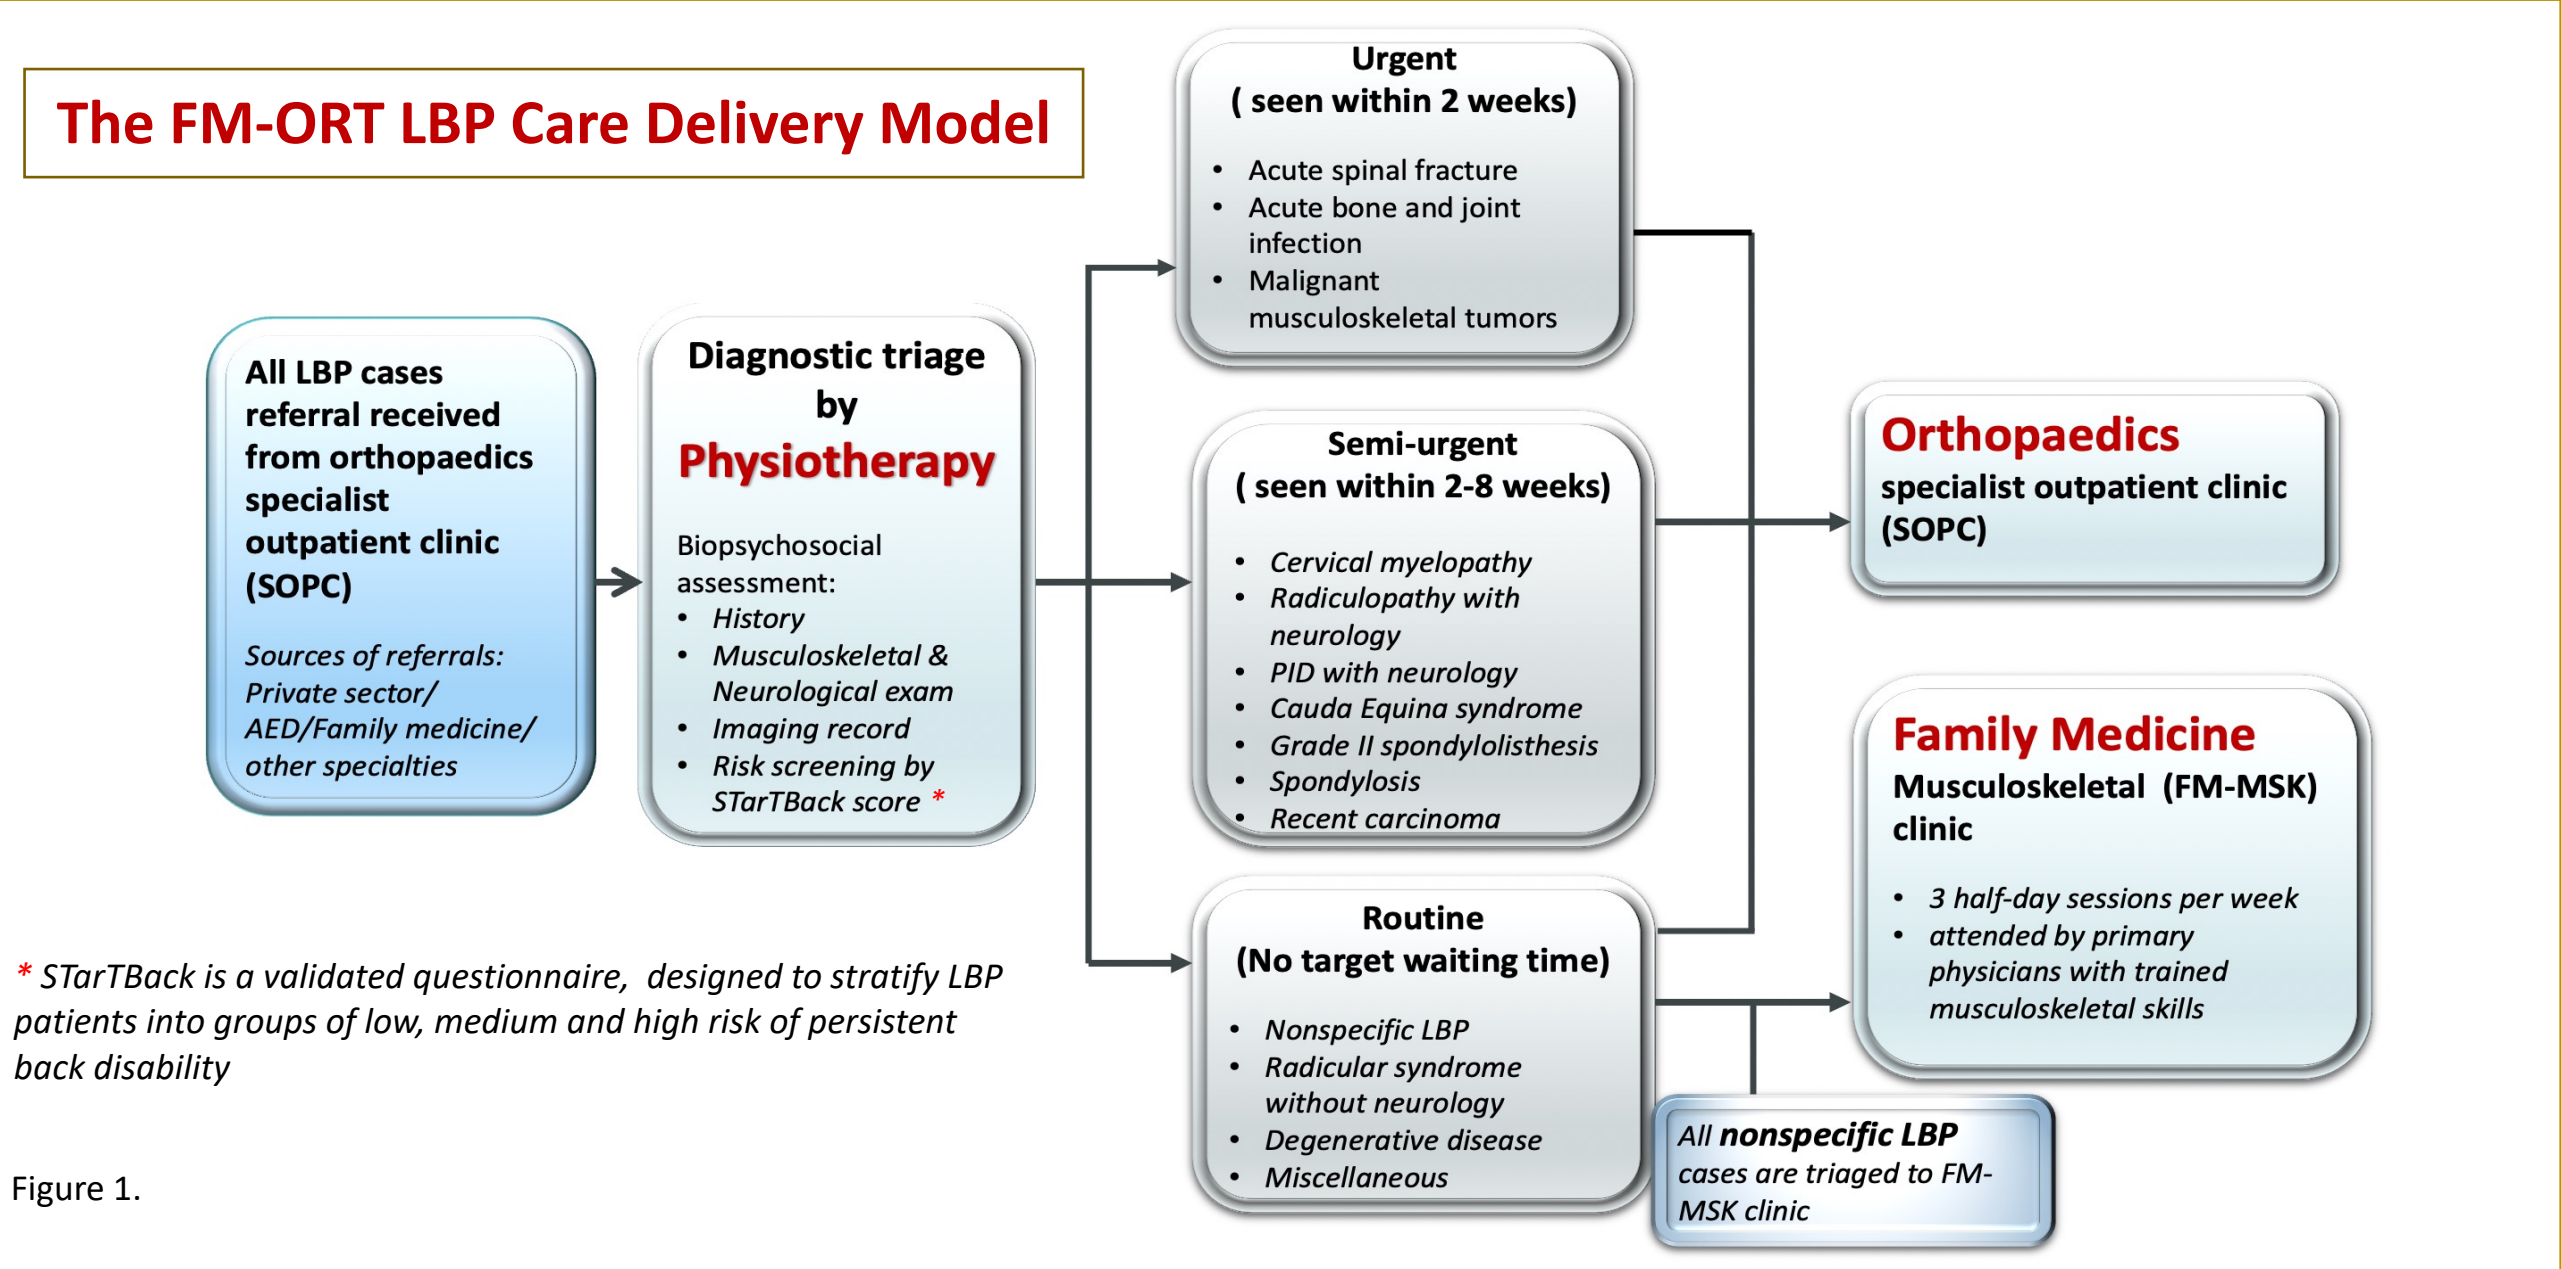 The FM-ORT LBP Care Delivery Model
All LBP cases
referral received
from orthopaedics
specialist
outpatient clinic
(SOPC)
Sources of referrals:
Private sector/
AED/Family medicine/
other specialties
Diagnostic triage
by
Physiotherapy
Biopsychosocial
assessment:
• History
• Musculoskeletal &
Neurological exam
• Imaging record
• Risk screening by
STarTBack score *
Urgent
( seen within 2 weeks)
• Acute spinal fracture
• Acute bone and joint
infection
• Malignant
musculoskeletal tumors
Semi-urgent
( seen within 2-8 weeks)
• Cervical myelopathy
• Radiculopathy with
neurology
• PID with neurology
• Cauda Equina syndrome
• Grade II spondylolisthesis
• Spondylosis
• Recent carcinoma
Routine
(No target waiting time)
• Nonspecific LBP
• Radicular syndrome
without neurology
• Degenerative disease
• Miscellaneous
Orthopaedics
specialist outpatient clinic
(SOPC)
Family Medicine
Musculoskeletal (FM-MSK)
clinic
• 3 half-day sessions per week
• attended by primary
physicians with trained
musculoskeletal skills
All nonspecific LBP
cases are triaged to FM-
MSK clinic
* STarTBack is a validated questionnaire, designed to stratify LBP
patients into groups of low, medium and high risk of persistent
back disability
Figure 1.